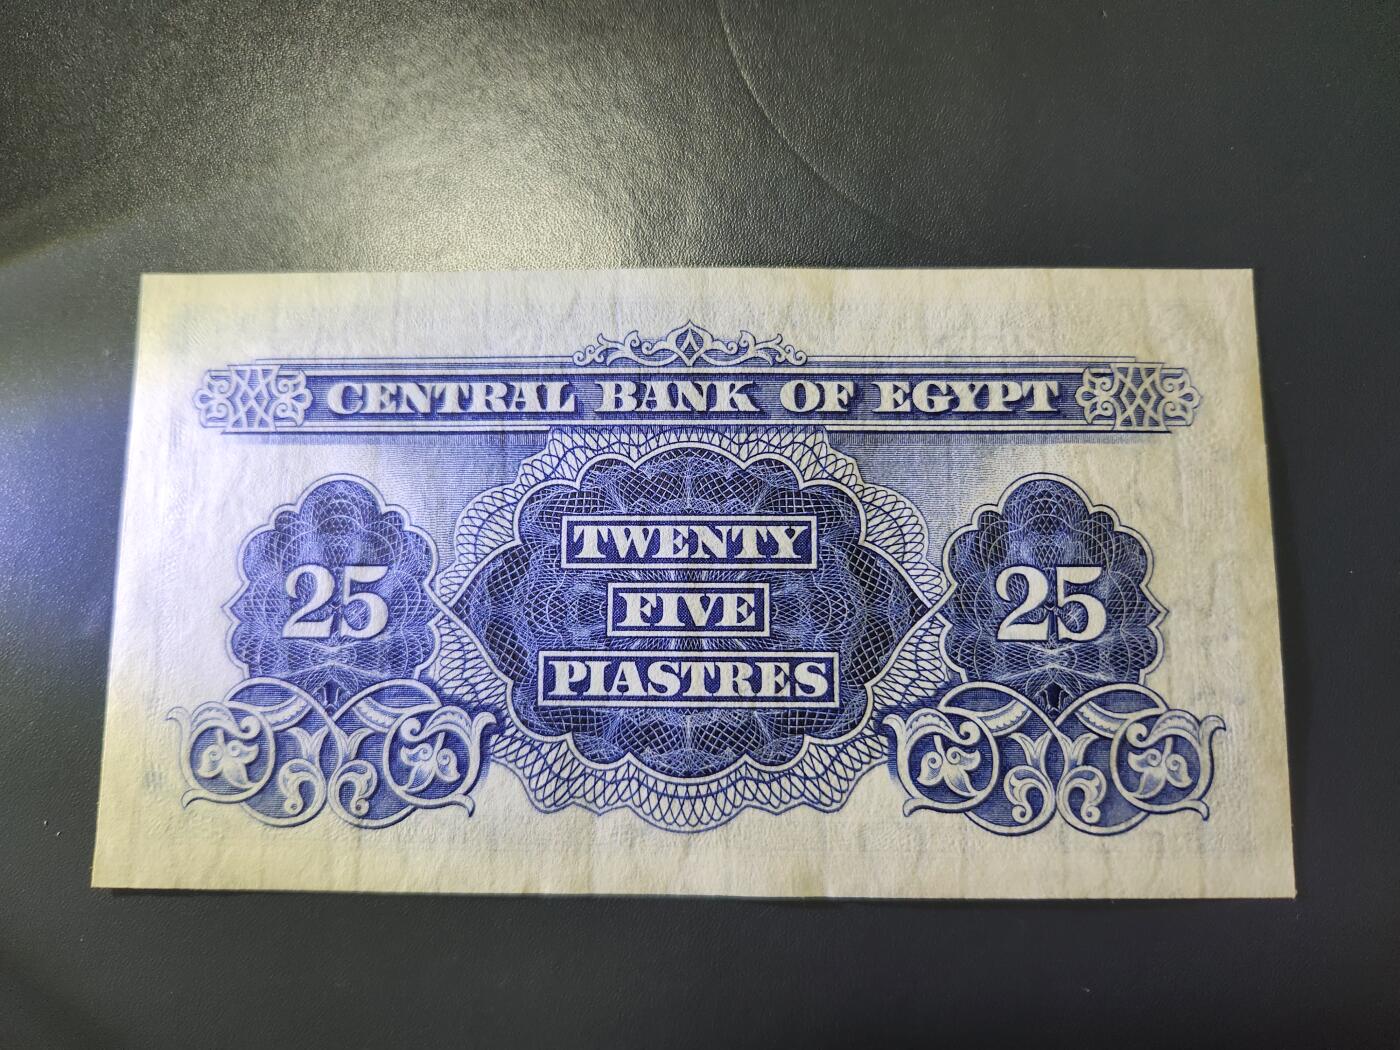 CENTRAL BANK OF EGYPT
25
TWENTY
FIVE
PIASTRES
25